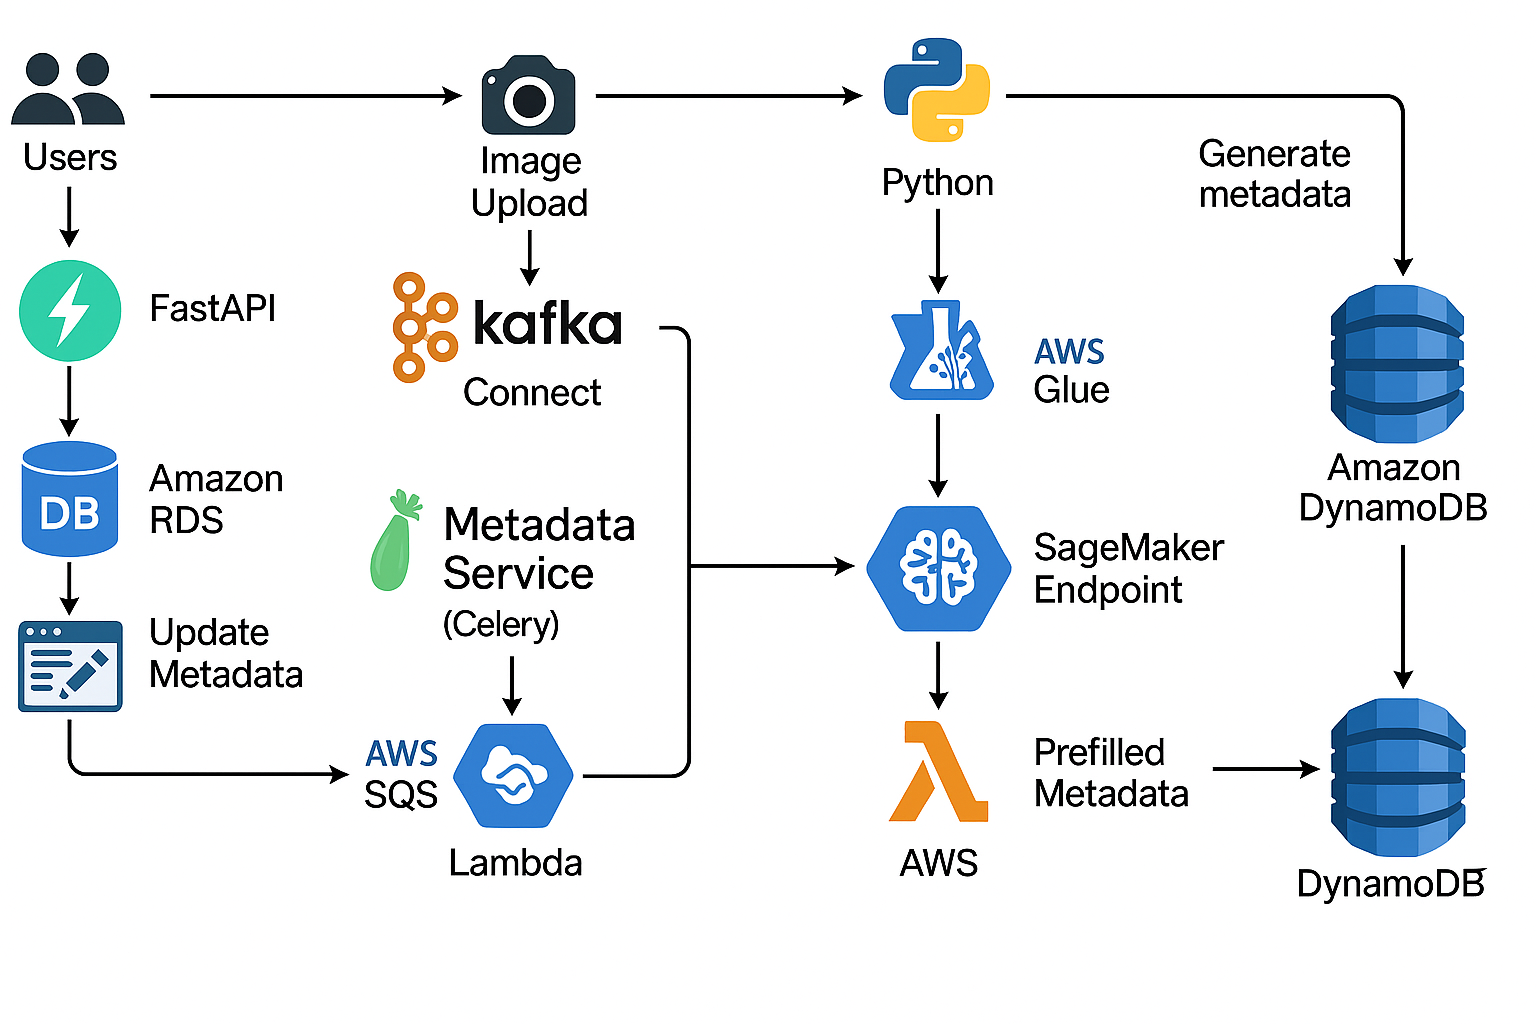 Users
Image
Upload
Python
Generate
metadata
FastAPI
kafka
Connect
AWS
Glue
Amazon
DynamoDB
DB
Amazon
RDS
Metadata
Service
(Celery)
SageMaker
Endpoint
Update
Metadata
AWS
SQS
Lambda
Prefilled
Metadata
AWS
DynamoDB